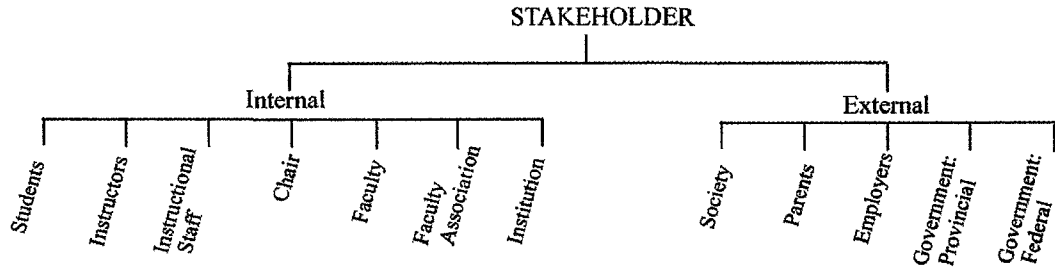 STAKEHOLDER
Internal
External
Students
Instructors
Instructional
Staff
Chair
Faculty
Faculty
Association
Institution
Society
Parents
Employers
Government:
Provincial
Government:
Federal